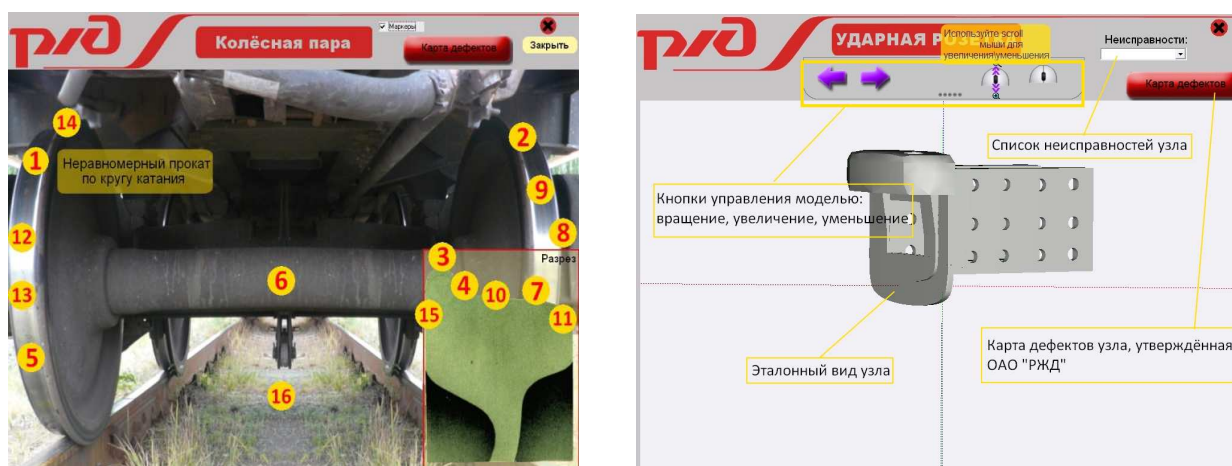 РЖД
Колёсная пара
Маркеры
Карта дефектов
Закрыть
14
1
Неравномерный прокат
по кругу катания
2
9
12
8
6
Разрез
3
13
4
10
7
15
11
5
16
РЖД
УДАРНАЯ
Используйте scroll
мыши для
увеличения\уменьшения
Неисправности:
Карта дефектов
Список неисправностей узла
Кнопки управления моделью:
вращение, увеличение, уменьшение
Эталонный вид узла
Карта дефектов узла, утверждённая
ОАО "РЖД"